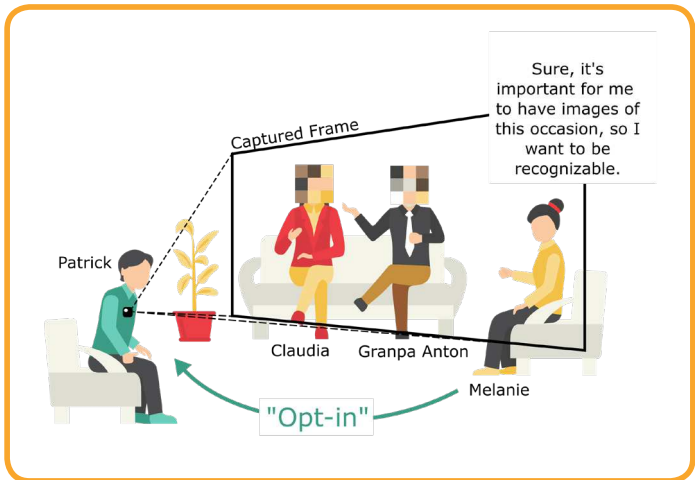 Sure, it's
important for me
to have images of
this occasion, so I
want to be
recognizable.
Captured Frame
Patrick
Claudia
Granpa Anton
Melanie
"Opt-in"